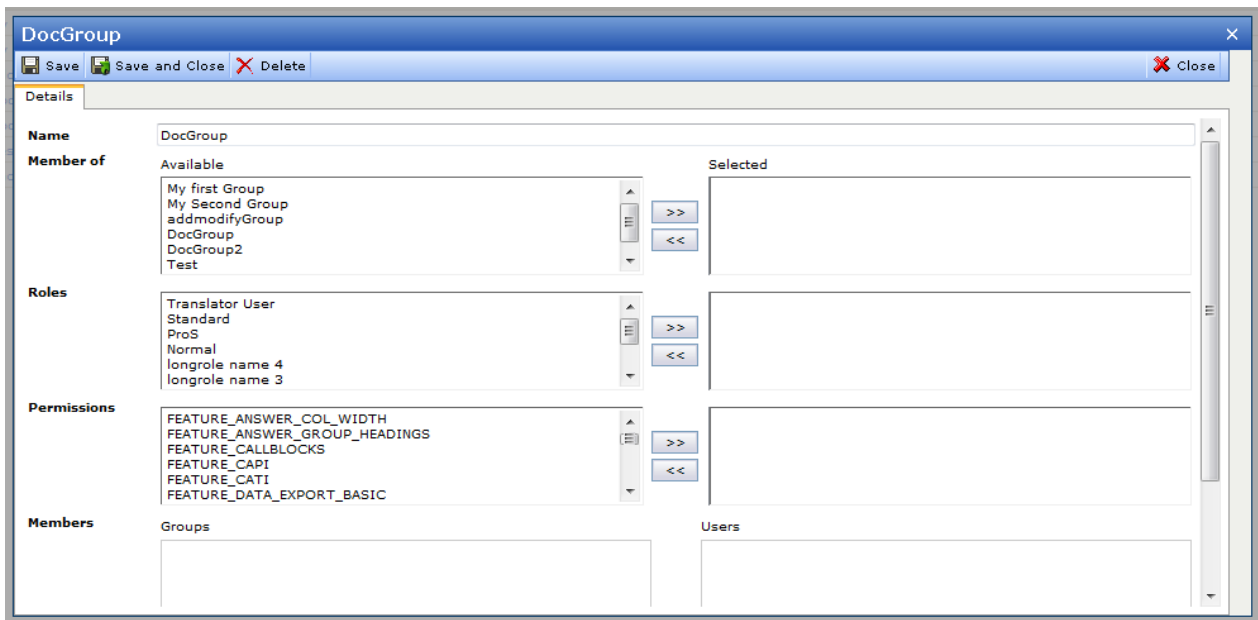 DocGroup
Save Save and Close Delete Close
Details
Name DocGroup
Member of Available Selected
My first Group
My Second Group
addmodifyGroup
DocGroup
DocGroup2
Test
>>
<<
Roles
Translator User
Standard
ProS
Normal
longrole name 4
longrole name 3
>>
<<
Permissions
FEATURE_ANSWER_COL_WIDTH
FEATURE_ANSWER_GROUP_HEADINGS
FEATURE_CALLBLOCKS
FEATURE_CAPI
FEATURE_CATI
FEATURE_DATA_EXPORT_BASIC
>>
<<
Members Groups Users